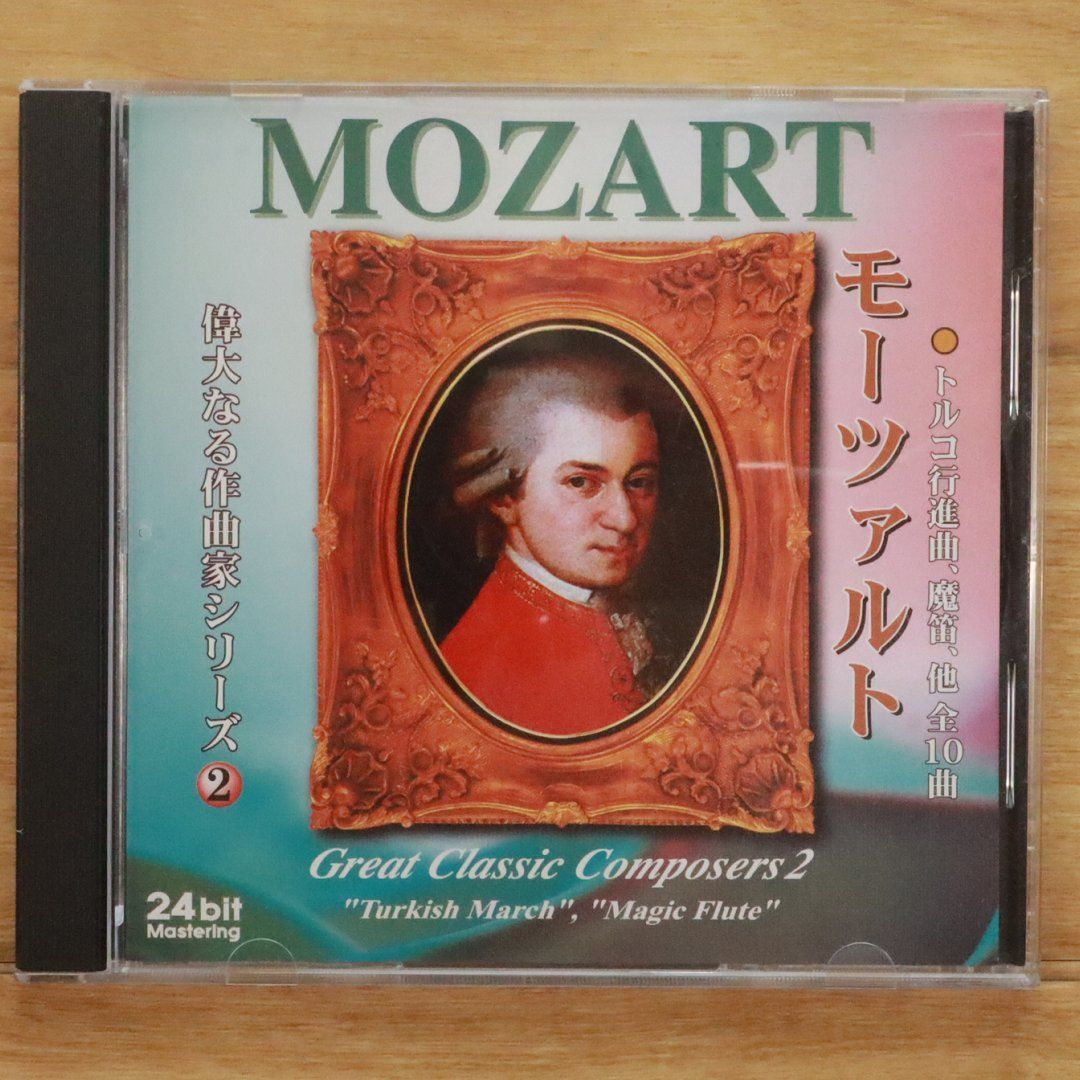 MOZART
モーツァルト
トルコ行進曲、魔笛、他 全10曲
偉大なる作曲家シリーズ2
Great Classic Composers 2
"Turkish March", "Magic Flute"
24bit
Mastering